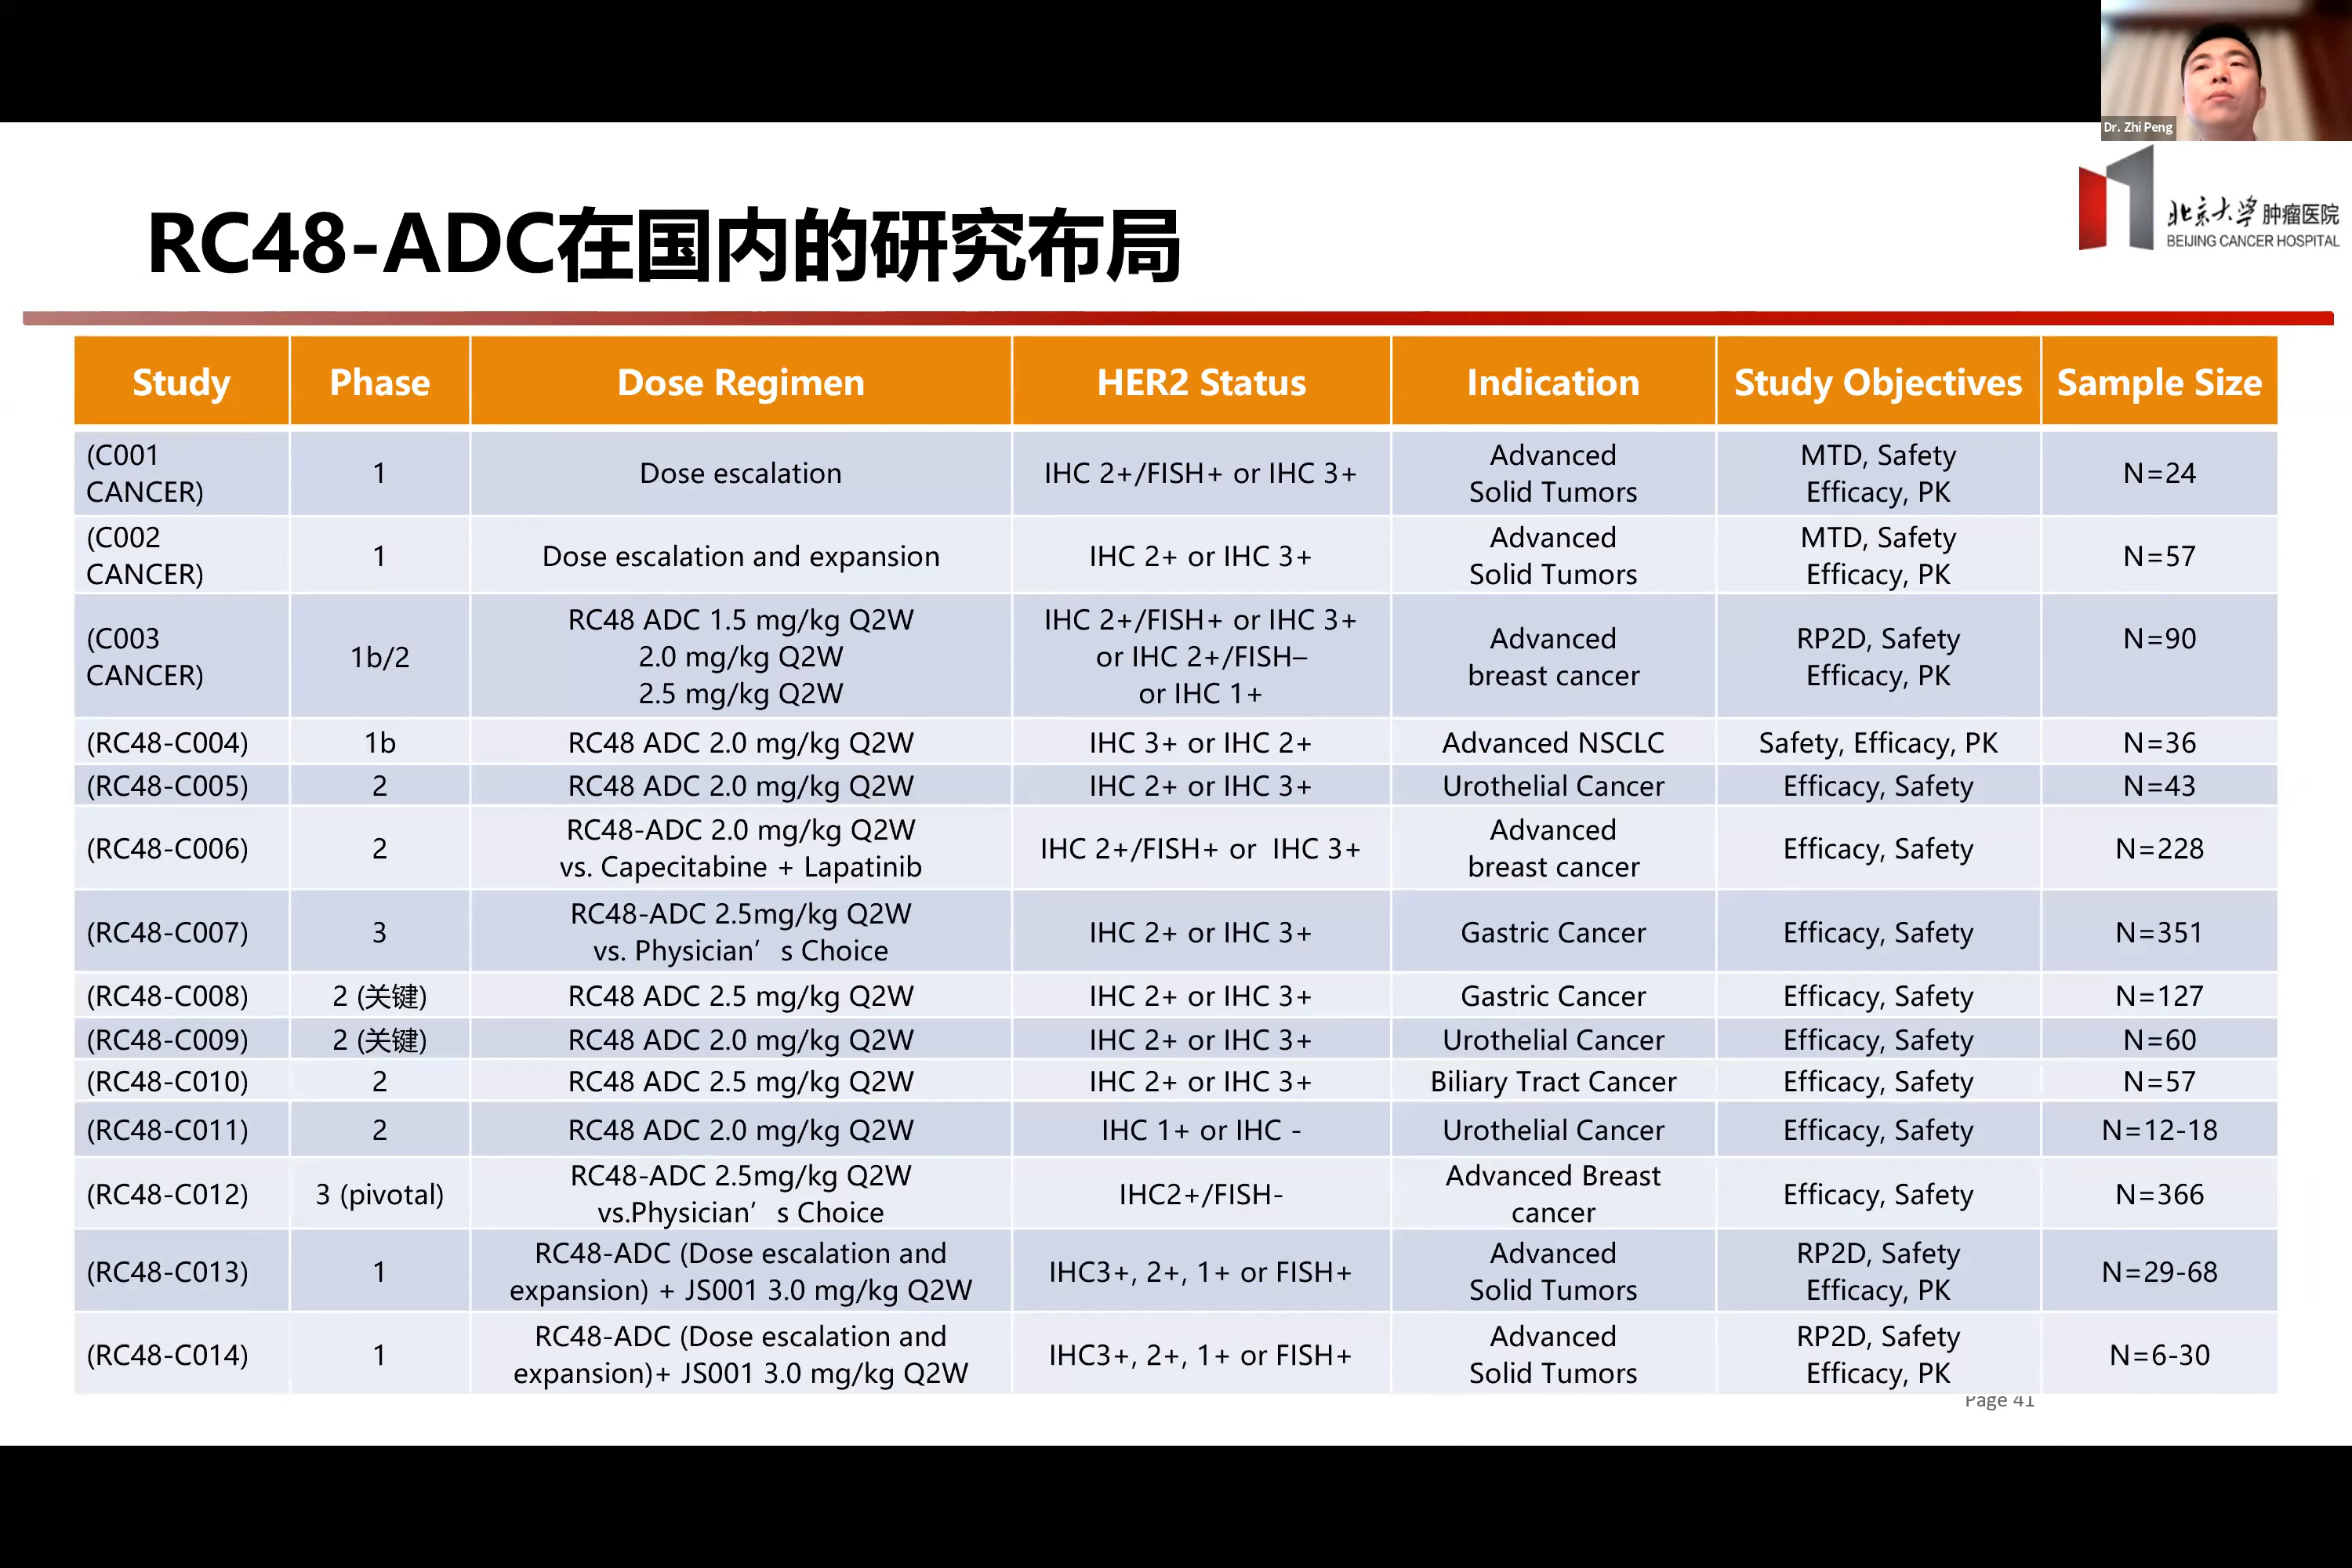 Dr. Zhi Peng
北京大学 肿瘤医院
BEIJING CANCER HOSPITAL
RC48-ADC在国内的研究布局
Study Phase Dose Regimen HER2 Status Indication Study Objectives Sample Size
(C001
CANCER) 1 Dose escalation IHC 2+/FISH+ or IHC 3+ Advanced
Solid Tumors MTD, Safety
Efficacy, PK N=24
(C002
CANCER) 1 Dose escalation and expansion IHC 2+ or IHC 3+ Advanced
Solid Tumors MTD, Safety
Efficacy, PK N=57
(C003
CANCER) 1b/2 RC48 ADC 1.5 mg/kg Q2W
2.0 mg/kg Q2W
2.5 mg/kg Q2W IHC 2+/FISH+ or IHC 3+
or IHC 2+/FISH–
or IHC 1+ Advanced
breast cancer RP2D, Safety
Efficacy, PK N=90
(RC48-C004) 1b RC48 ADC 2.0 mg/kg Q2W IHC 3+ or IHC 2+ Advanced NSCLC Safety, Efficacy, PK N=36
(RC48-C005) 2 RC48 ADC 2.0 mg/kg Q2W IHC 2+ or IHC 3+ Urothelial Cancer Efficacy, Safety N=43
(RC48-C006) 2 RC48-ADC 2.0 mg/kg Q2W
vs. Capecitabine + Lapatinib IHC 2+/FISH+ or IHC 3+ Advanced
breast cancer Efficacy, Safety N=228
(RC48-C007) 3 RC48-ADC 2.5mg/kg Q2W
vs. Physician’s Choice IHC 2+ or IHC 3+ Gastric Cancer Efficacy, Safety N=351
(RC48-C008) 2 (关键) RC48 ADC 2.5 mg/kg Q2W IHC 2+ or IHC 3+ Gastric Cancer Efficacy, Safety N=127
(RC48-C009) 2 (关键) RC48 ADC 2.0 mg/kg Q2W IHC 2+ or IHC 3+ Urothelial Cancer Efficacy, Safety N=60
(RC48-C010) 2 RC48 ADC 2.5 mg/kg Q2W IHC 2+ or IHC 3+ Biliary Tract Cancer Efficacy, Safety N=57
(RC48-C011) 2 RC48 ADC 2.0 mg/kg Q2W IHC 1+ or IHC - Urothelial Cancer Efficacy, Safety N=12-18
(RC48-C012) 3 (pivotal) RC48-ADC 2.5mg/kg Q2W
vs.Physician’s Choice IHC2+/FISH- Advanced Breast
cancer Efficacy, Safety N=366
(RC48-C013) 1 RC48-ADC (Dose escalation and
expansion) + JS001 3.0 mg/kg Q2W IHC3+, 2+, 1+ or FISH+ Advanced
Solid Tumors RP2D, Safety
Efficacy, PK N=29-68
(RC48-C014) 1 RC48-ADC (Dose escalation and
expansion)+ JS001 3.0 mg/kg Q2W IHC3+, 2+, 1+ or FISH+ Advanced
Solid Tumors RP2D, Safety
Efficacy, PK N=6-30
Page 41